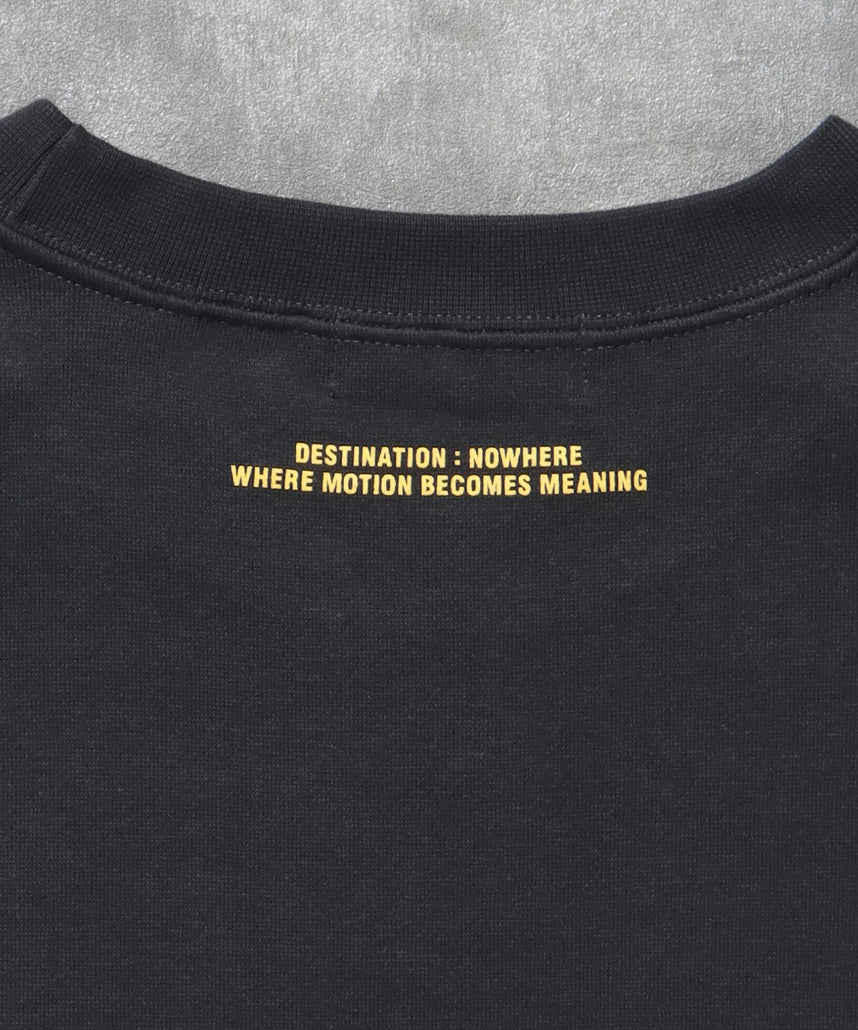 DESTINATION : NOWHERE
WHERE MOTION BECOMES MEANING